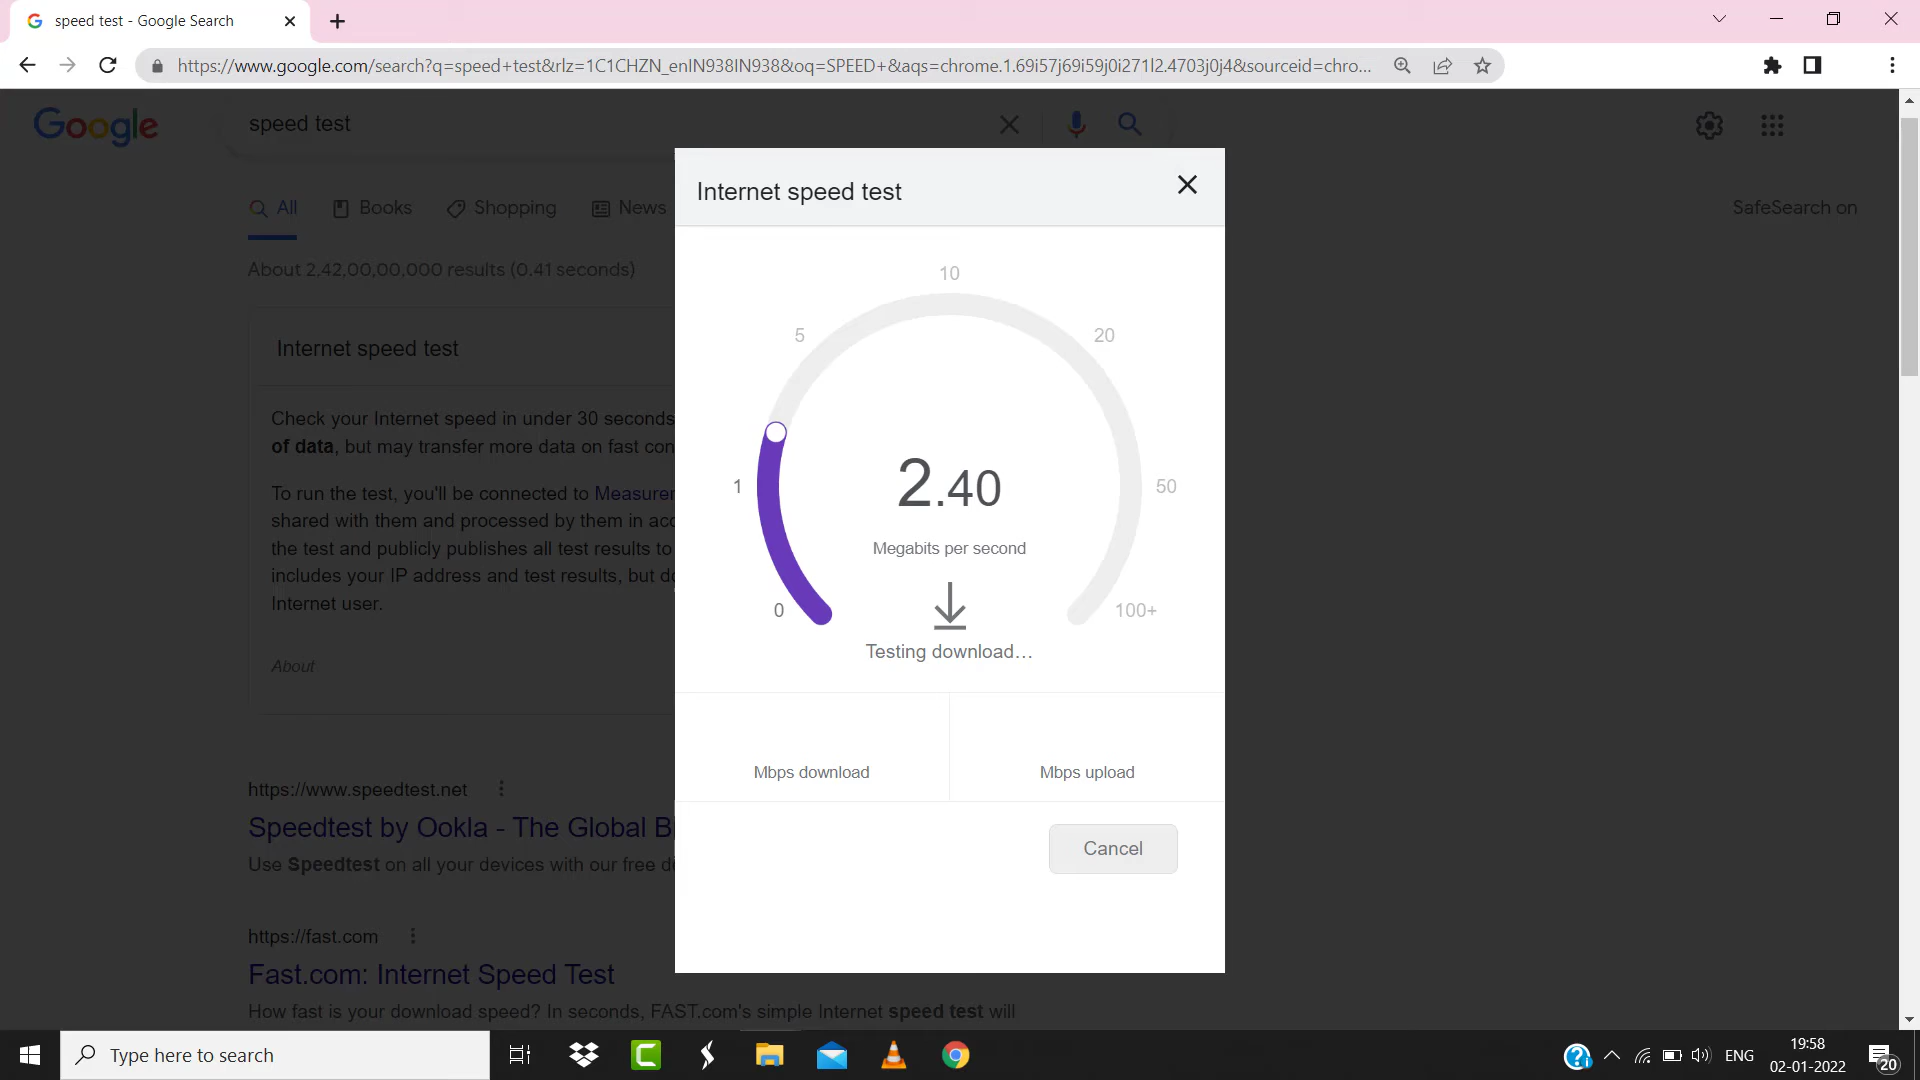 speed test - Google Search
https://www.google.com/search?q=speed+test&rlz=1C1CHZN_enIN938IN938&oq=SPEED+&aqs=chrome.1.69i57j69i59j0i271l2.4703j0j4&sourceid=chro...
Google
speed test
All
Books
Shopping
News
SafeSearch on
About 2,42,00,00,000 results (0.41 seconds)
Internet speed test
Check your Internet speed in under 30 seconds
of data, but may transfer more data on fast con
To run the test, you'll be connected to Measurer
shared with them and processed by them in acc
the test and publicly publishes all test results to
includes your IP address and test results, but do
Internet user.
About
https://www.speedtest.net
Speedtest by Ookla - The Global B
Use Speedtest on all your devices with our free d
https://fast.com
Fast.com: Internet Speed Test
How fast is your download speed? In seconds, FAST.com's simple Internet speed test will
Internet speed test
10
5
20
1
50
2.40
Megabits per second
0
100+
Testing download...
Mbps download
Mbps upload
Cancel
Type here to search
ENG
19:58
02-01-2022
20